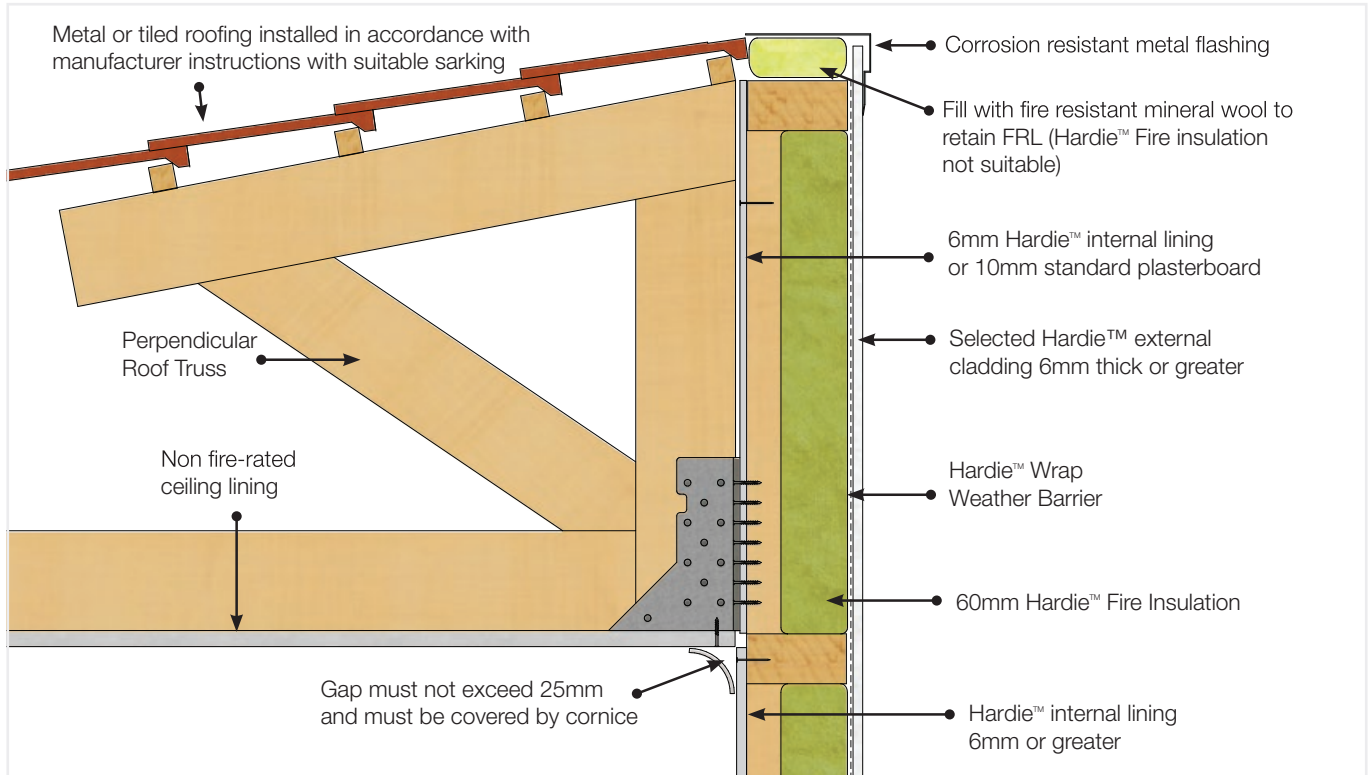 Metal or tiled roofing installed in accordance with
manufacturer instructions with suitable sarking
Corrosion resistant metal flashing
Fill with fire resistant mineral wool to
retain FRL (Hardie™ Fire insulation
not suitable)
6mm Hardie™ internal lining
or 10mm standard plasterboard
Perpendicular
Roof Truss
Selected Hardie™ external
cladding 6mm thick or greater
Non fire-rated
ceiling lining
Hardie™ Wrap
Weather Barrier
60mm Hardie™ Fire Insulation
Gap must not exceed 25mm
and must be covered by cornice
Hardie™ internal lining
6mm or greater